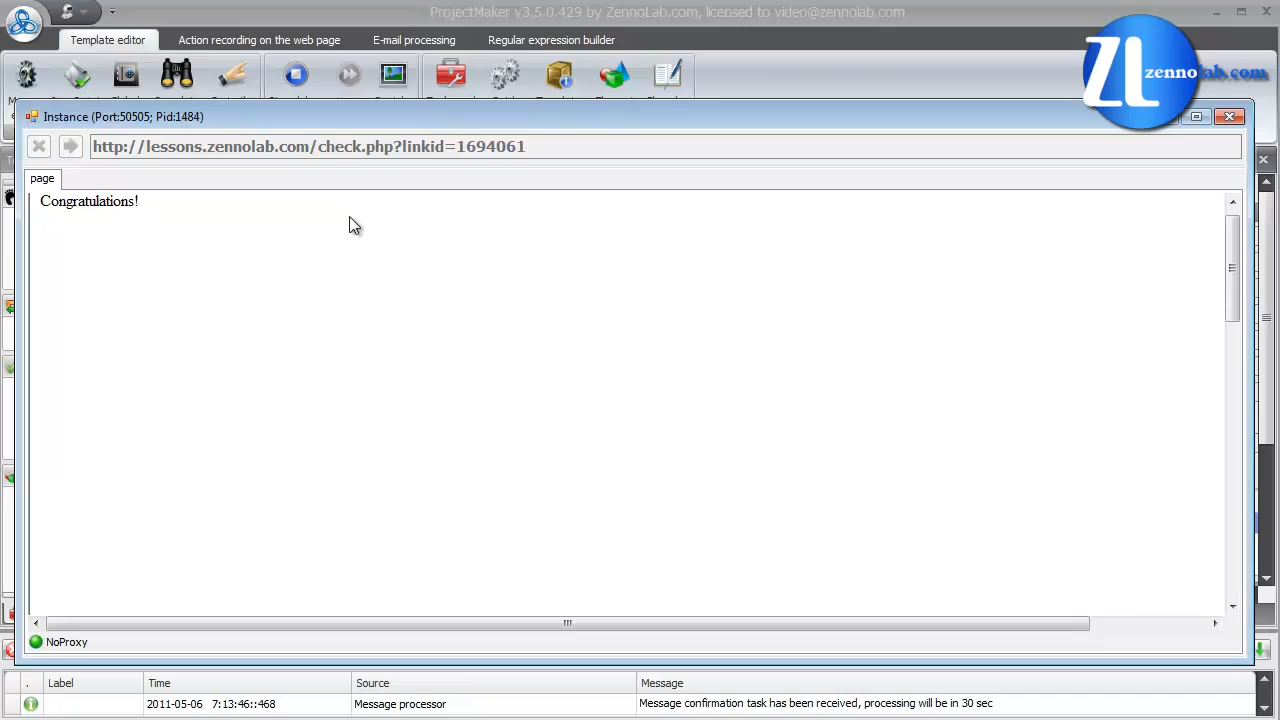 ProjectMaker v3.5.0.429 by ZennoLab.com, licensed to video@zennolab.com
Template editor
Action recording on the web page
E-mail processing
Regular expression builder
ZL zennolab.com
Instance (Port:50505; Pid:1484)
http://lessons.zennolab.com/check.php?linkid=1694061
page
Congratulations!
NoProxy
. Label Time Source Message
2011-05-06 7:13:46::468 Message processor Message confirmation task has been received, processing will be in 30 sec